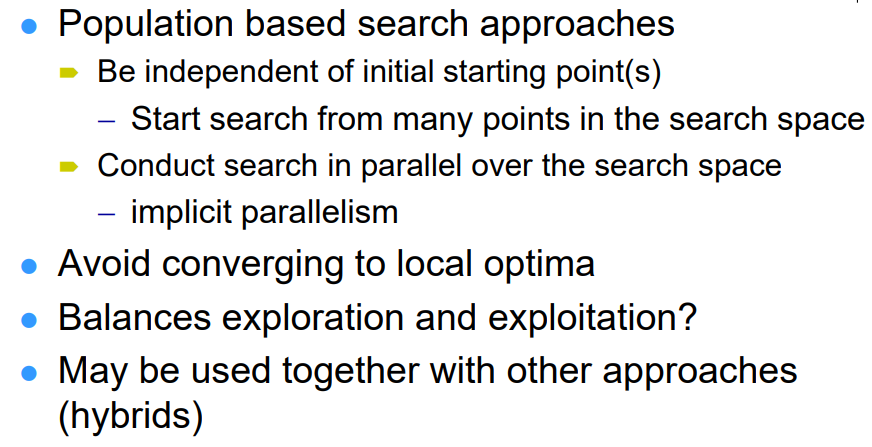 Population based search approaches
Be independent of initial starting point(s)
– Start search from many points in the search space
Conduct search in parallel over the search space
– implicit parallelism
Avoid converging to local optima
Balances exploration and exploitation?
May be used together with other approaches
(hybrids)